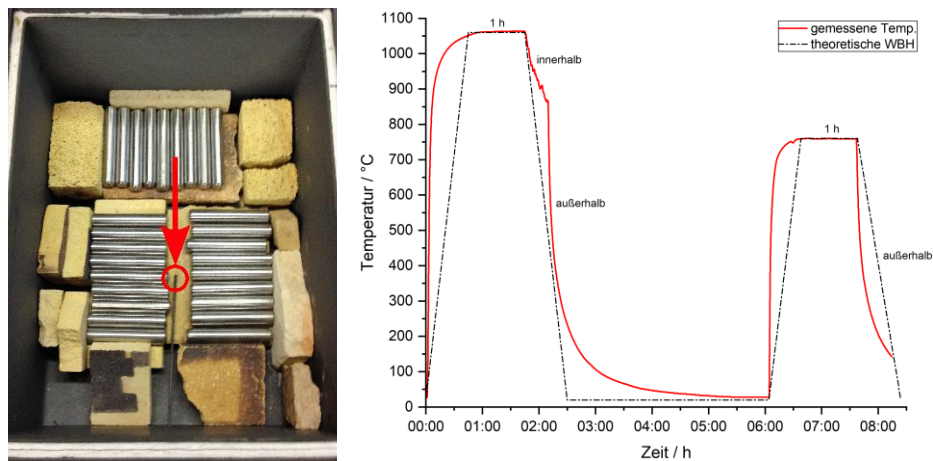 1 h
gemessene Temp.
theoretische WBH
innerhalb
1 h
außerhalb
außerhalb
Temperatur / °C
1100
1000
900
800
700
600
500
400
300
200
100
0
00:00 01:00 02:00 03:00 04:00 05:00 06:00 07:00 08:00
Zeit / h